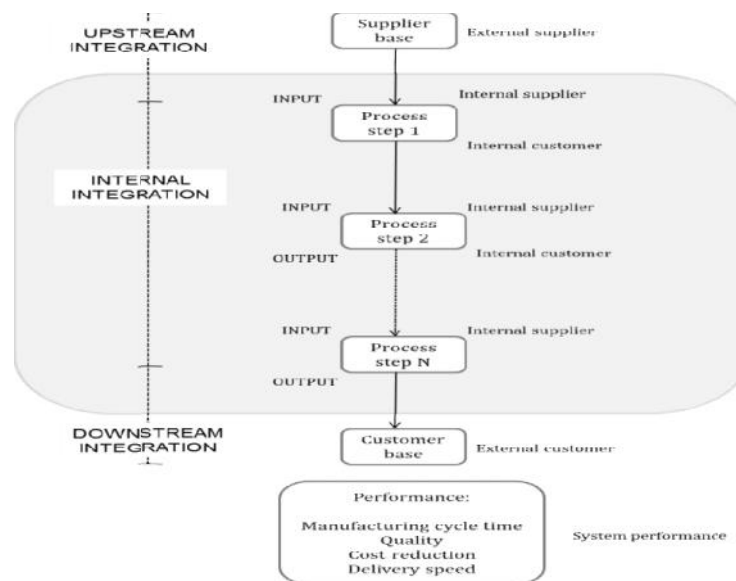 UPSTREAM
INTEGRATION
Supplier
base
External supplier
INPUT
Internal supplier
Process
step 1
Internal customer
INTERNAL
INTEGRATION
INPUT
Internal supplier
Process
step 2
OUTPUT
Internal customer
INPUT
Internal supplier
Process
step N
OUTPUT
DOWNSTREAM
INTEGRATION
Customer
base
External customer
Performance:
Manufacturing cycle time
Quality
Cost reduction
Delivery speed
System performance